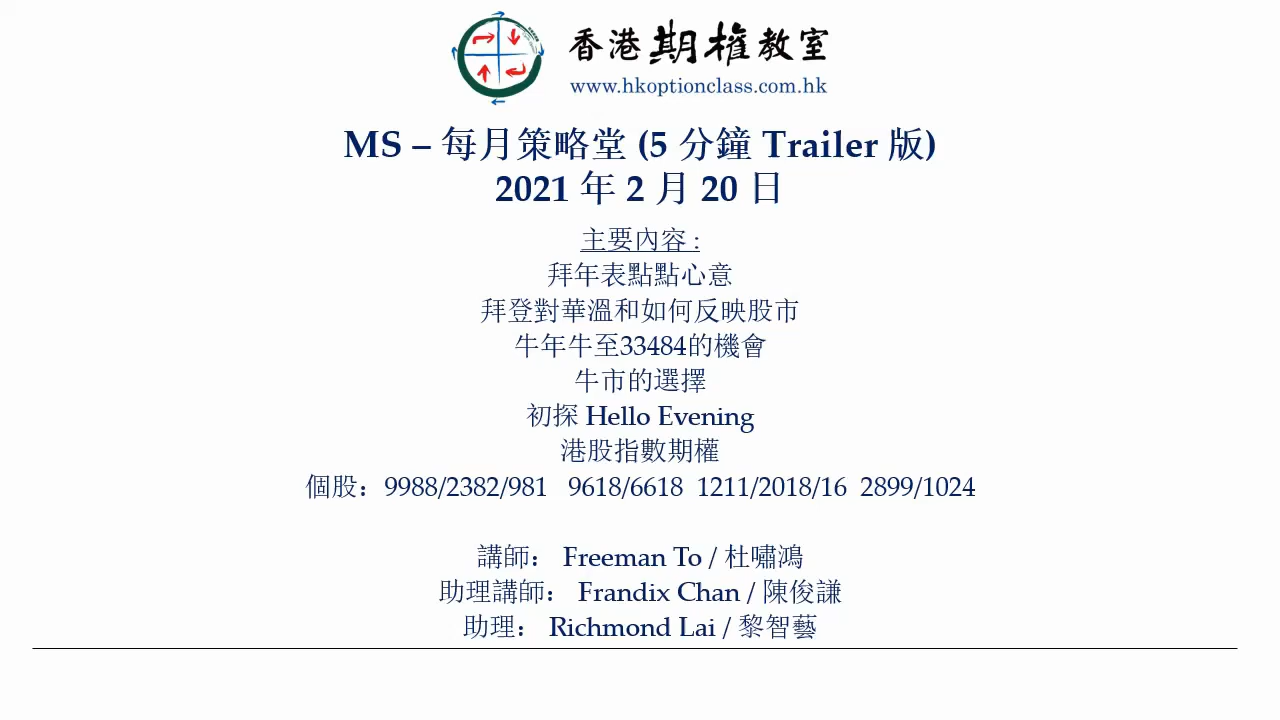 香港期權教室
www.hkoptionclass.com.hk
MS – 每月策略堂 (5 分鐘 Trailer 版)
2021 年 2 月 20 日
主要內容 :
拜年表點點心意
拜登對華溫和如何反映股市
牛年牛至33484的機會
牛市的選擇
初探 Hello Evening
港股指數期權
個股：9988/2382/981 9618/6618 1211/2018/16 2899/1024
講師： Freeman To / 杜嘯鴻
助理講師： Frandix Chan / 陳俊謙
助理： Richmond Lai / 黎智藝